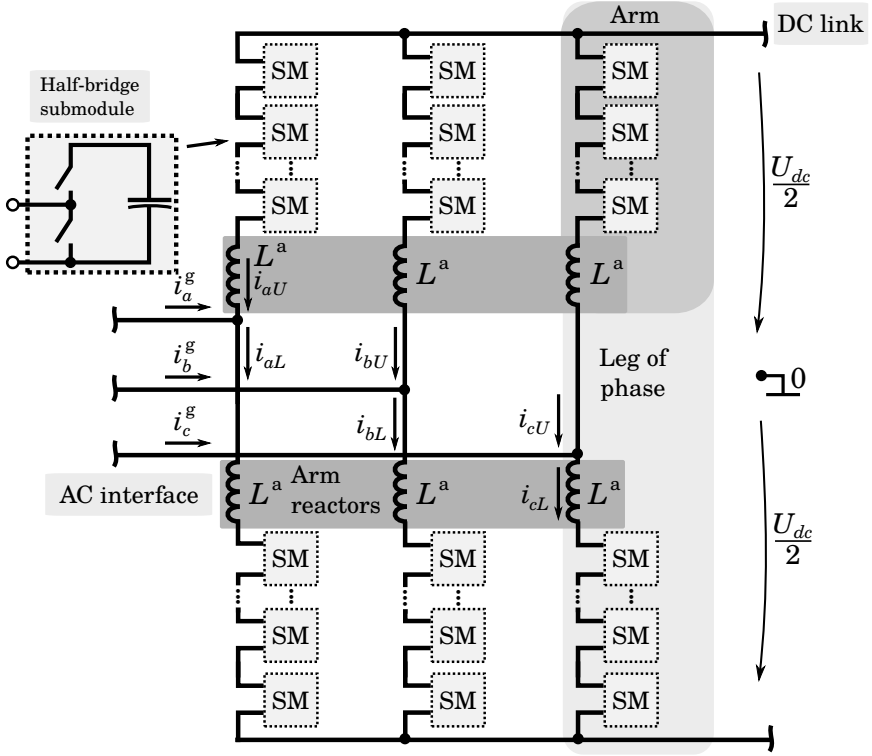 Arm
DC link
SM SM SM
Half-bridge
submodule
SM SM SM
SM SM SM
U_dc
2
L^a L^a L^a
i_aU
i_a^g
i_aL i_bU
Leg of
phase
i_b^g
0
i_c^g
i_bL i_cU
AC interface
L^a Arm
reactors
L^a i_cL L^a
U_dc
2
SM SM SM
SM SM SM
SM SM SM